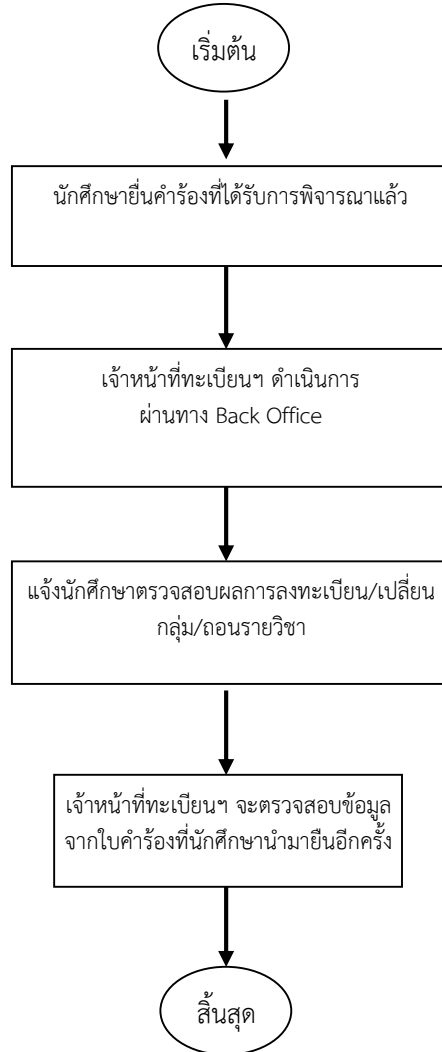 เริ่มต้น
นักศึกษายื่นคำร้องที่ได้รับการพิจารณาแล้ว
เจ้าหน้าที่ทะเบียนฯ ดำเนินการ
ผ่านทาง Back Office
แจ้งนักศึกษาตรวจสอบผลการลงทะเบียน/เปลี่ยน
กลุ่ม/ถอนรายวิชา
เจ้าหน้าที่ทะเบียนฯ จะตรวจสอบข้อมูล
จากใบคำร้องที่นักศึกษานำมายืนอีกครั้ง
สิ้นสุด